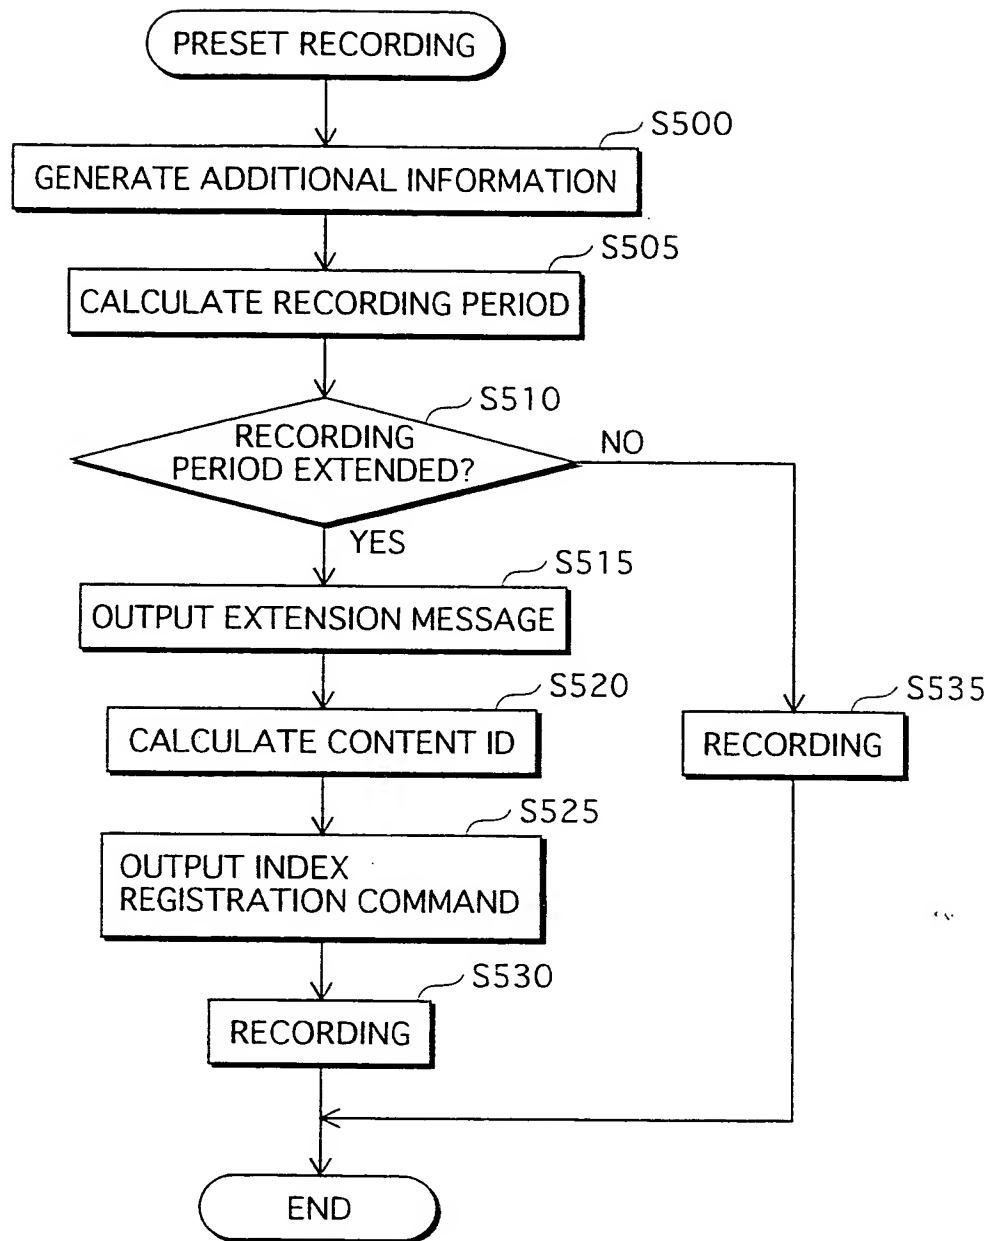 PRESET RECORDING
S500
GENERATE ADDITIONAL INFORMATION
S505
CALCULATE RECORDING PERIOD
S510
RECORDING
PERIOD EXTENDED?
NO
YES
S515
OUTPUT EXTENSION MESSAGE
S520
CALCULATE CONTENT ID
S535
RECORDING
S525
OUTPUT INDEX
REGISTRATION COMMAND
S530
RECORDING
END